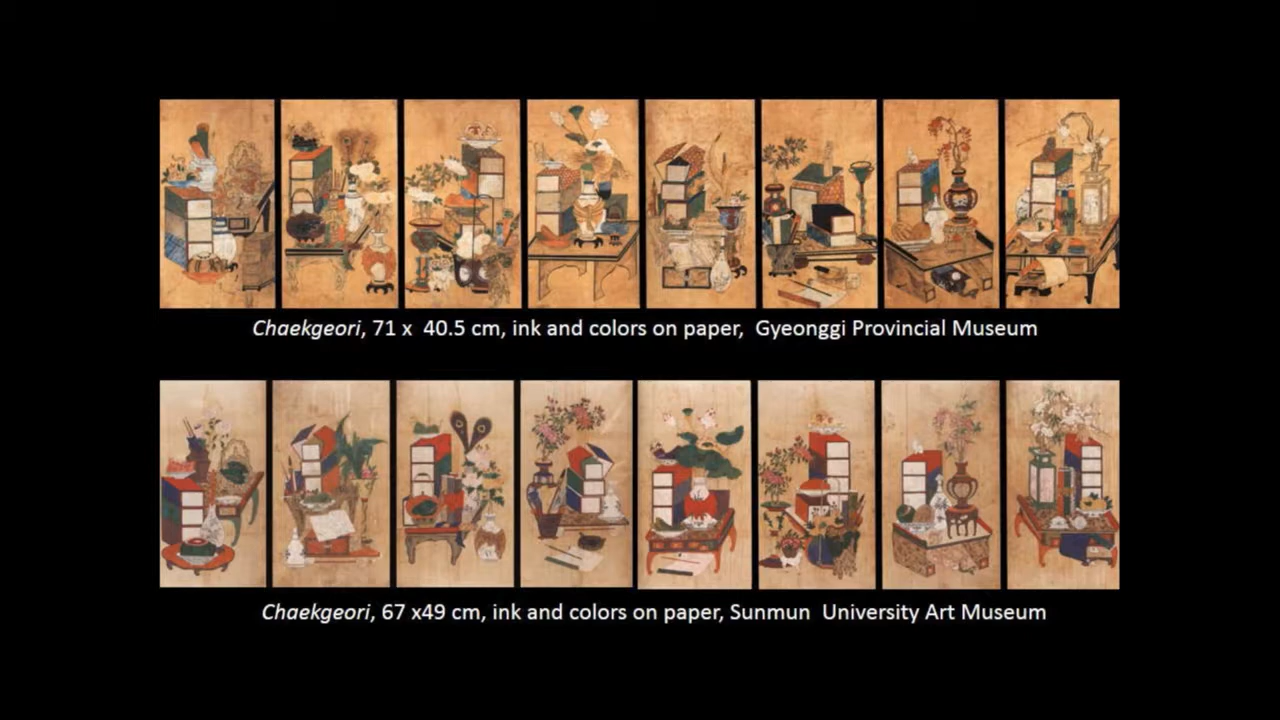 Chaekgeori, 71 x 40.5 cm, ink and colors on paper, Gyeonggi Provincial Museum
Chaekgeori, 67 x49 cm, ink and colors on paper, Sunmun University Art Museum